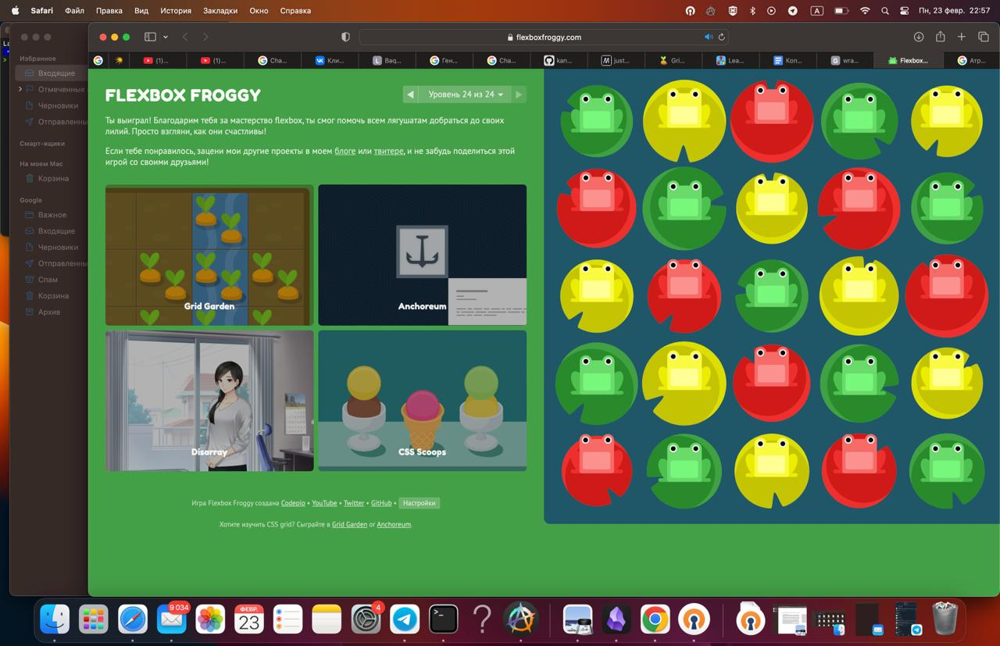 Safari Файл Правка Вид История Закладки Окно Справка
A
Пн, 23 февр. 22:57
flexboxfroggy.com
(1)...
(1)...
Cha...
Кли...
L
Ген...
Cha...
kan...
just...
Gri...
Lea...
Коп...
wra...
Flexbox...
Атр...
Избранное
Входящие
Отмеченные
Черновики
Отправленны
Смарт-ящики
На моем Mac
Корзина
Google
Важное
Входящие
Черновики
Отправленны
Спам
Корзина
Архив
FLEXBOX FROGGY
Уровень 24 из 24
Ты выиграл! Благодарим тебя за мастерство flexbox, ты смог помочь всем лягушатам добраться до своих
лилий. Просто взгляни, как они счастливы!
Если тебе понравилось, зацени мои другие проекты в моем блоге или твитере, и не забудь поделиться этой
игрой со своими друзьями!
Grid Garden
Anchoreum
Disarray
CSS Scoops
Игра Flexbox Froggy создана Codepip • YouTube • Twitter • GitHub • Настройки
Хотите изучить CSS grid? Сыграйте в Grid Garden or Anchoreum.
9 034
ФЕВР.
23
4